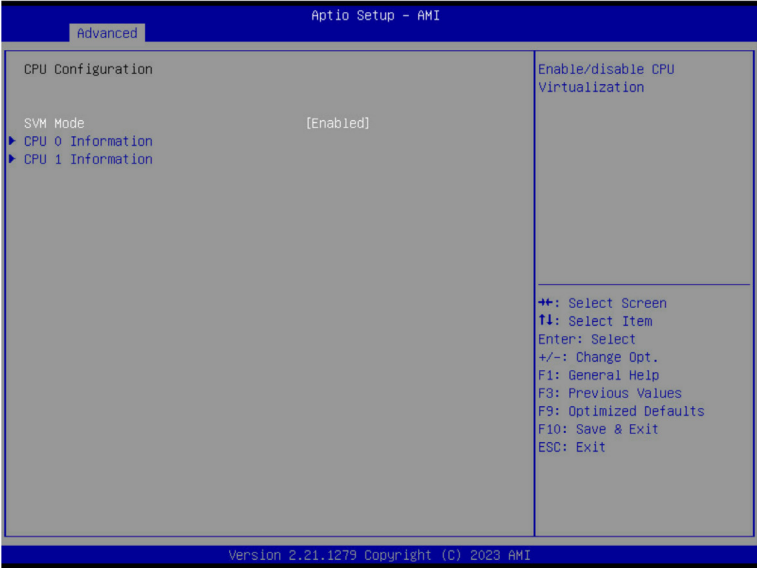 Aptio Setup – AMI
Advanced
CPU Configuration
SVM Mode [Enabled]
CPU 0 Information
CPU 1 Information
Enable/disable CPU
Virtualization
→←: Select Screen
↑↓: Select Item
Enter: Select
+/-: Change Opt.
F1: General Help
F3: Previous Values
F9: Optimized Defaults
F10: Save & Exit
ESC: Exit
Version 2.21.1279 Copyright (C) 2023 AMI